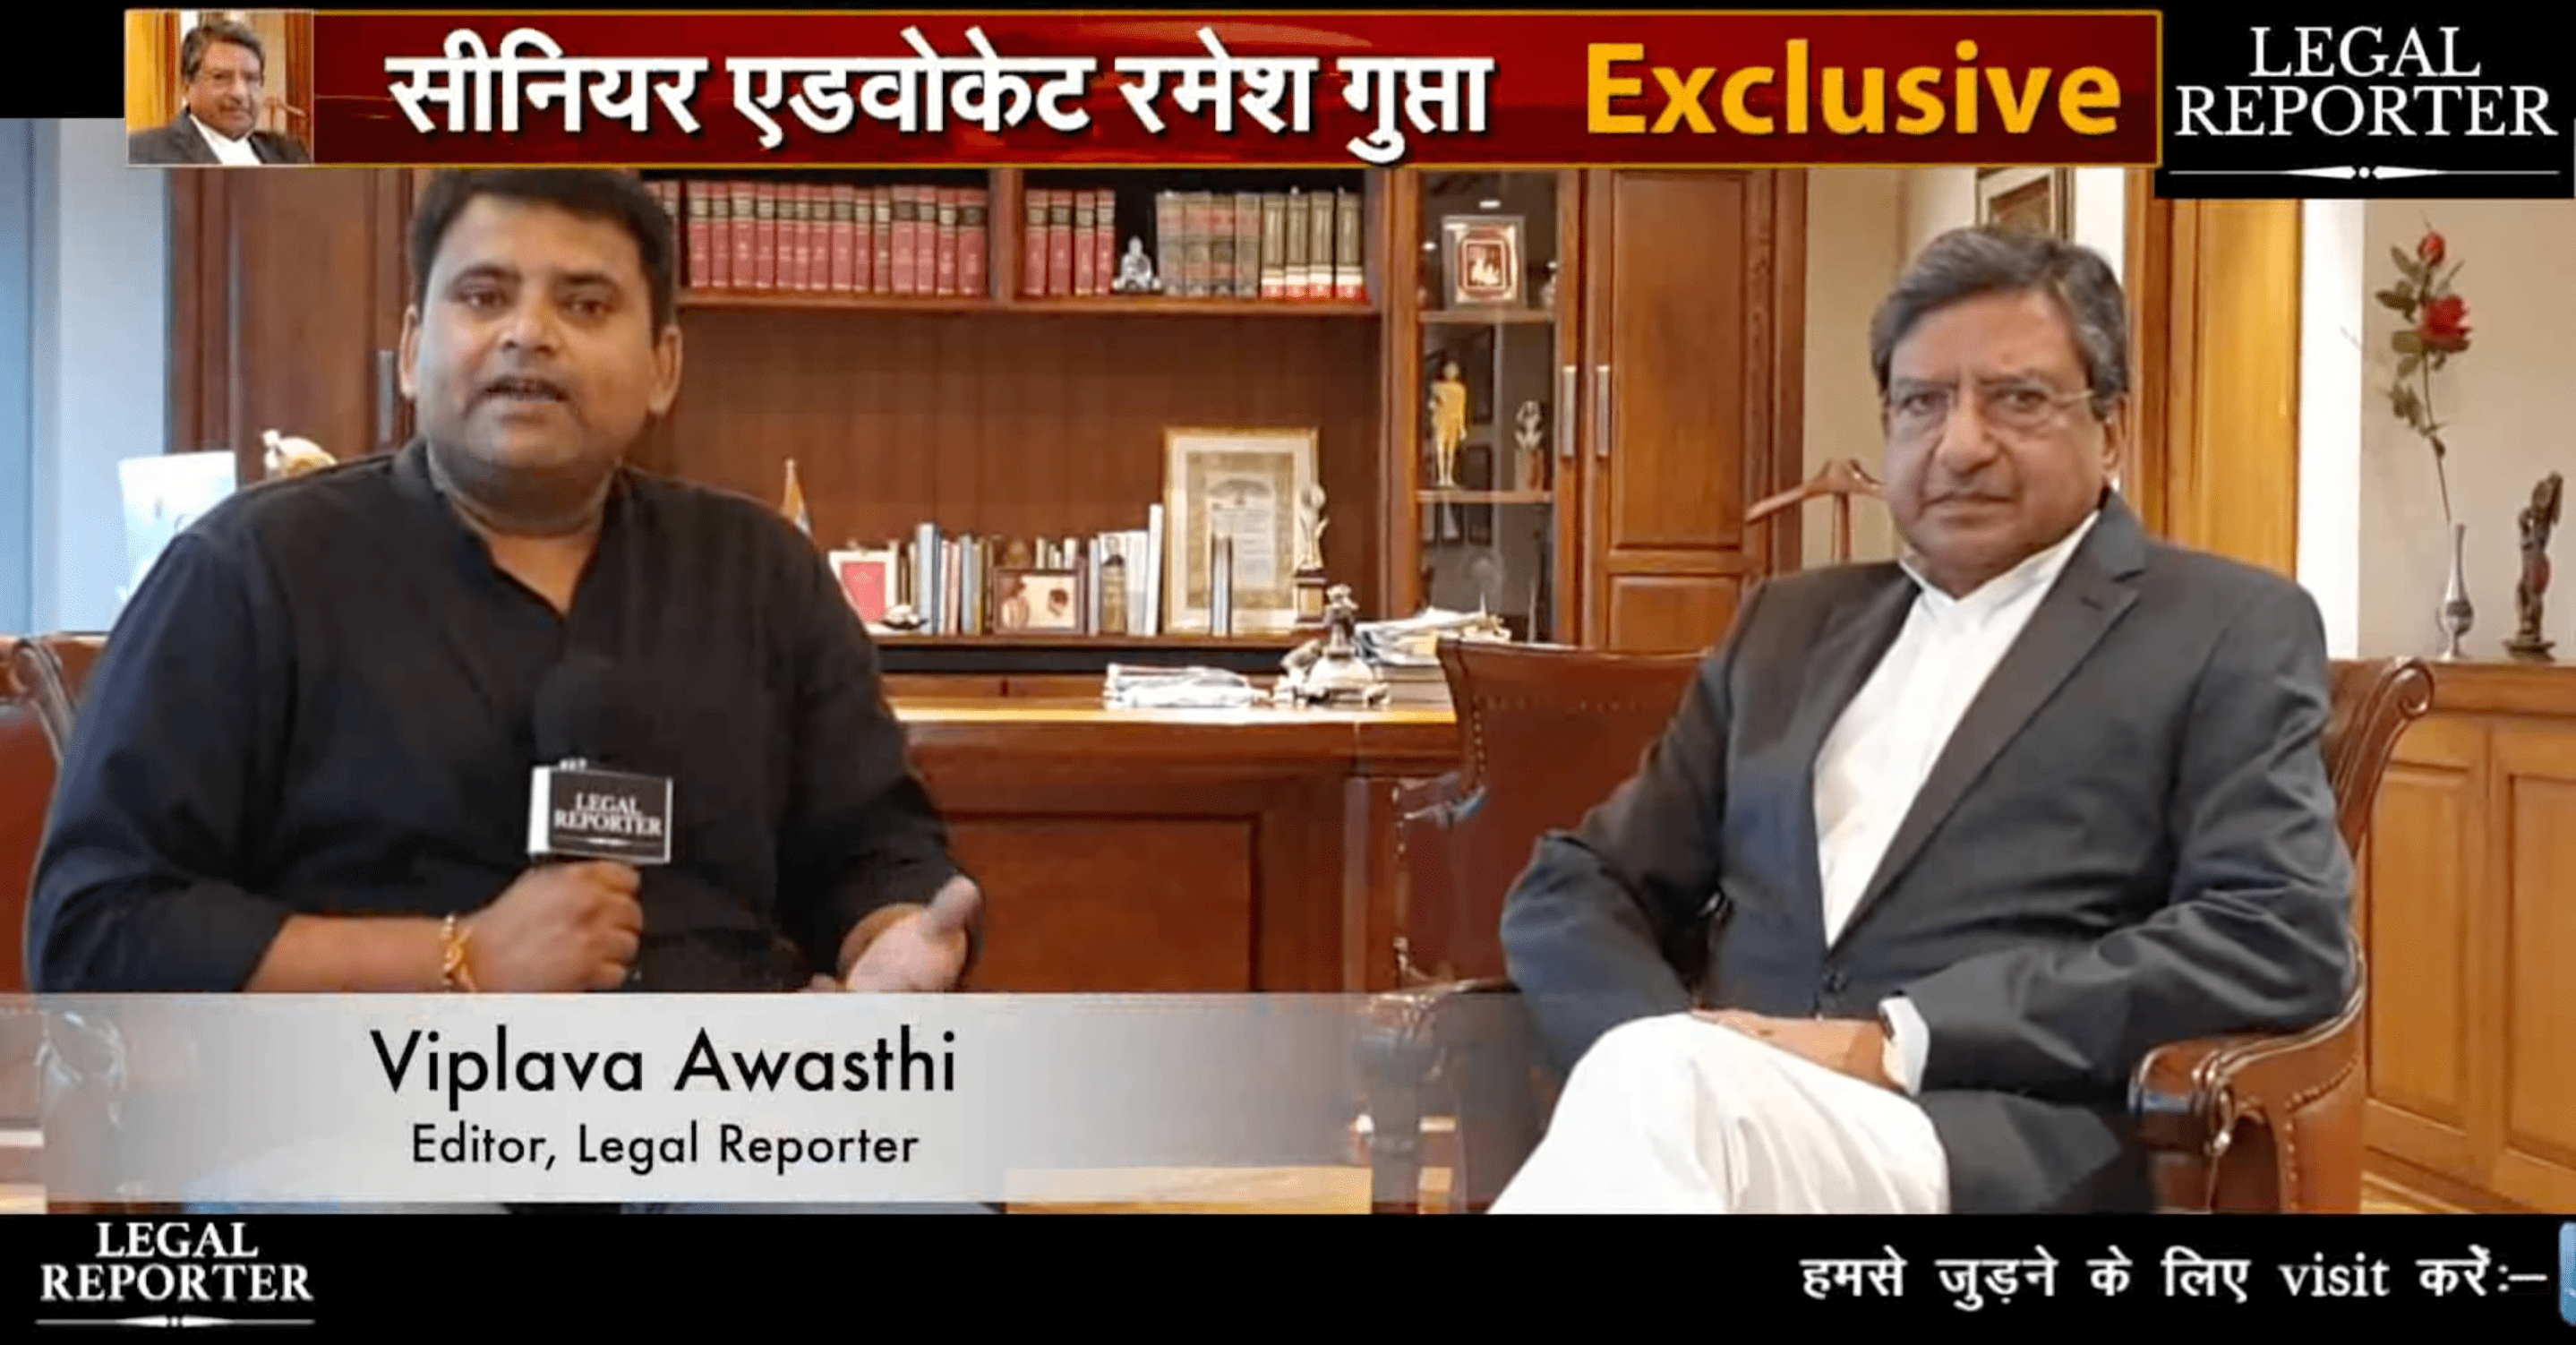 सीनियर एडवोकेट रमेश गुप्ता Exclusive
LEGAL
REPORTER
LEGAL
REPORTER
Viplava Awasthi
Editor, Legal Reporter
LEGAL
REPORTER
हमसे जुड़ने के लिए visit करें:–